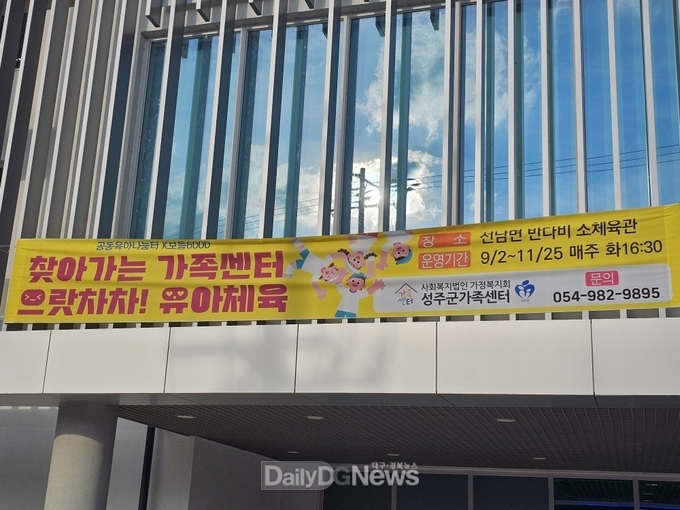 공동육아나눔터 X모듬6000
찾아가는 가족센터
으랏차차! 유아체육
장 소 선남면 반다비 소체육관
운영기간 9/2~11/25 매주 화16:30
가족센터
사회복지법인 가정복지회
성주군가족센터
문의
054-982-9895
대구·경북뉴스
DailyDGNews